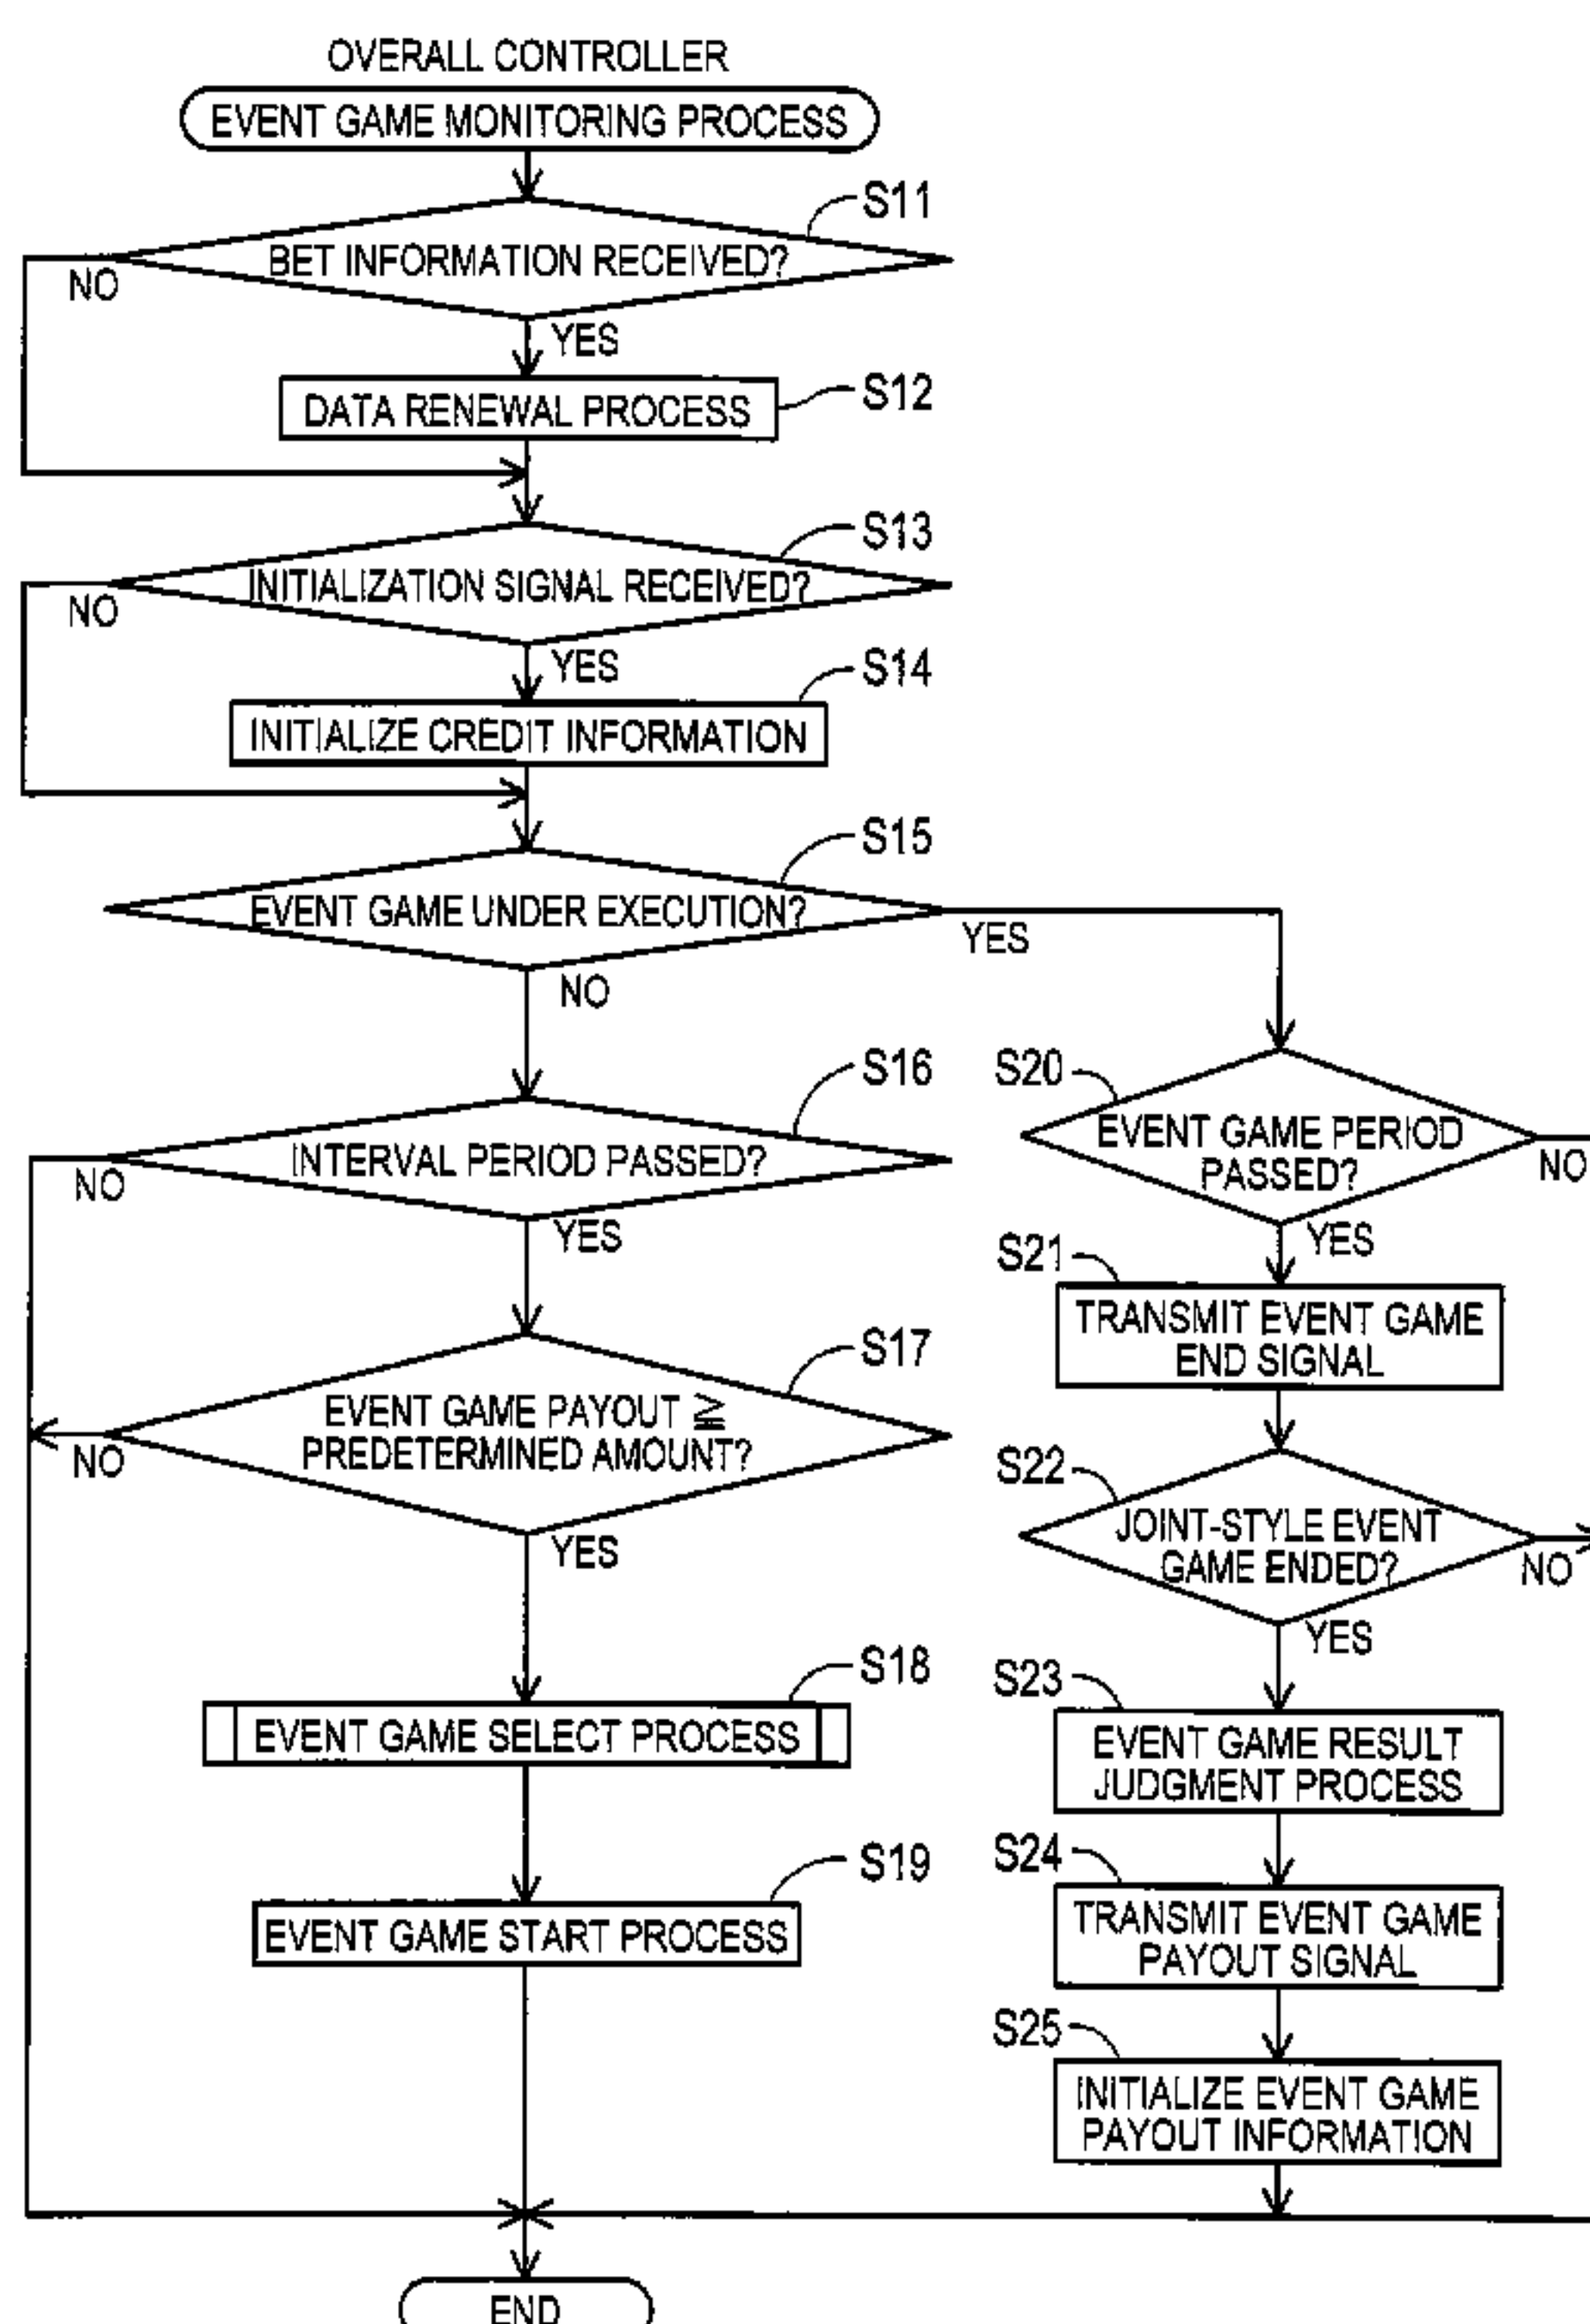 OVERALL CONTROLLER
EVENT GAME MONITORING PROCESS
S11
BET INFORMATION RECEIVED?
NO
YES
S12
DATA RENEWAL PROCESS
S13
INITIALIZATION SIGNAL RECEIVED?
NO
YES
S14
INITIALIZE CREDIT INFORMATION
S15
EVENT GAME UNDER EXECUTION?
YES
NO
S16
INTERVAL PERIOD PASSED?
NO
YES
S17
EVENT GAME PAYOUT ≧
PREDETERMINED AMOUNT?
NO
YES
S18
EVENT GAME SELECT PROCESS
S19
EVENT GAME START PROCESS
S20
EVENT GAME PERIOD
PASSED?
NO
YES
S21
TRANSMIT EVENT GAME
END SIGNAL
S22
JOINT-STYLE EVENT
GAME ENDED?
NO
YES
S23
EVENT GAME RESULT
JUDGMENT PROCESS
S24
TRANSMIT EVENT GAME
PAYOUT SIGNAL
S25
INITIALIZE EVENT GAME
PAYOUT INFORMATION
END